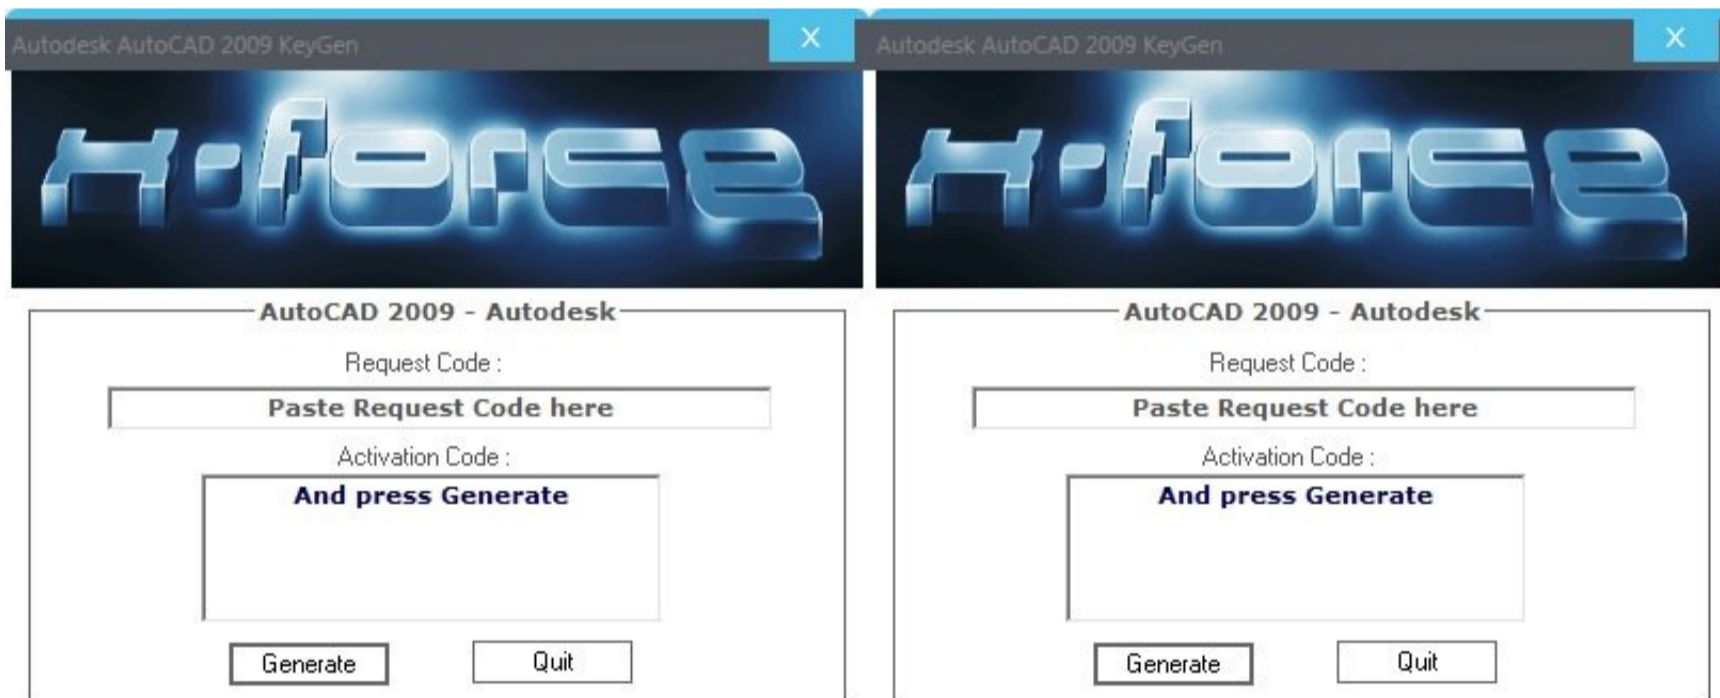 Autodesk AutoCAD 2009 KeyGen
X
X-Force
AutoCAD 2009 - Autodesk
Request Code :
Paste Request Code here
Activation Code :
And press Generate
Generate
Quit
Autodesk AutoCAD 2009 KeyGen
X
X-Force
AutoCAD 2009 - Autodesk
Request Code :
Paste Request Code here
Activation Code :
And press Generate
Generate
Quit